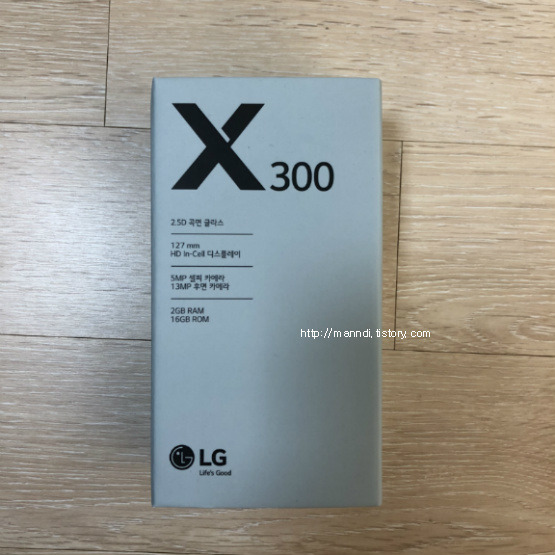 X 300
2.5D 곡면 글라스
127 mm
HD In-Cell 디스플레이
5MP 셀피 카메라
13MP 후면 카메라
2GB RAM
16GB ROM
http://manndi.tistory.com
LG
Life's Good